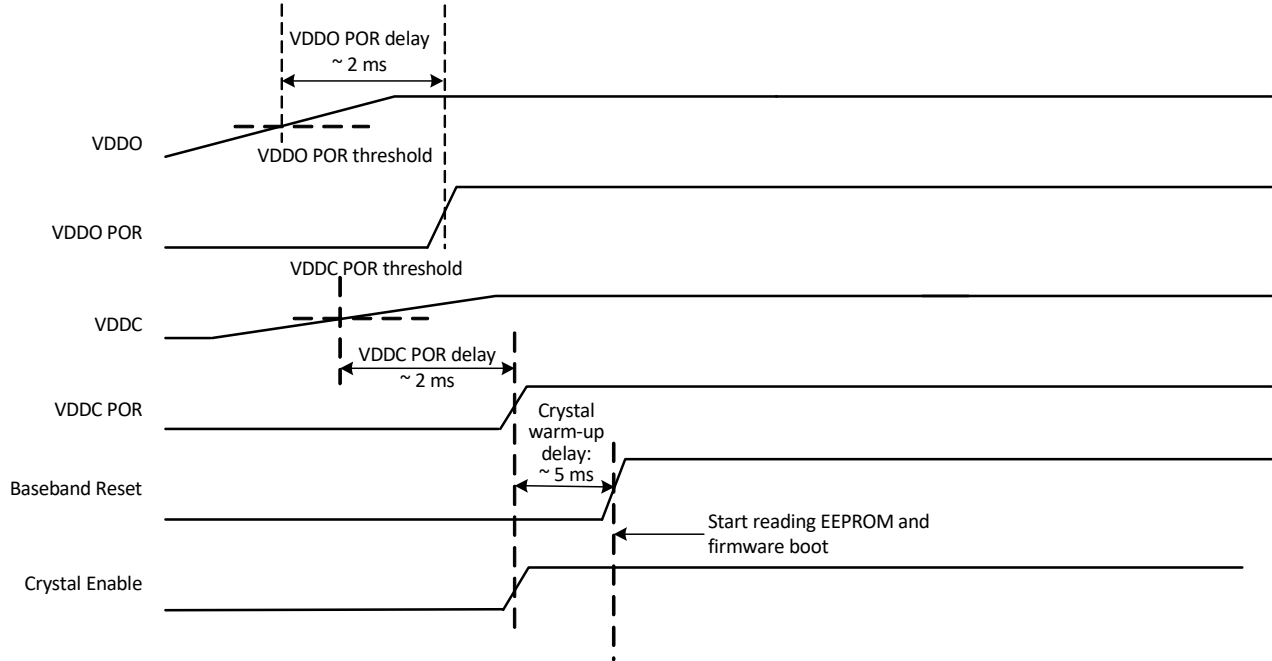 VDDO POR delay
~ 2 ms
VDDO
VDDO POR threshold
VDDO POR
VDDC POR threshold
VDDC
VDDC POR delay
~ 2 ms
VDDC POR
Crystal
warm-up
delay:
~ 5 ms
Baseband Reset
Start reading EEPROM and
firmware boot
Crystal Enable